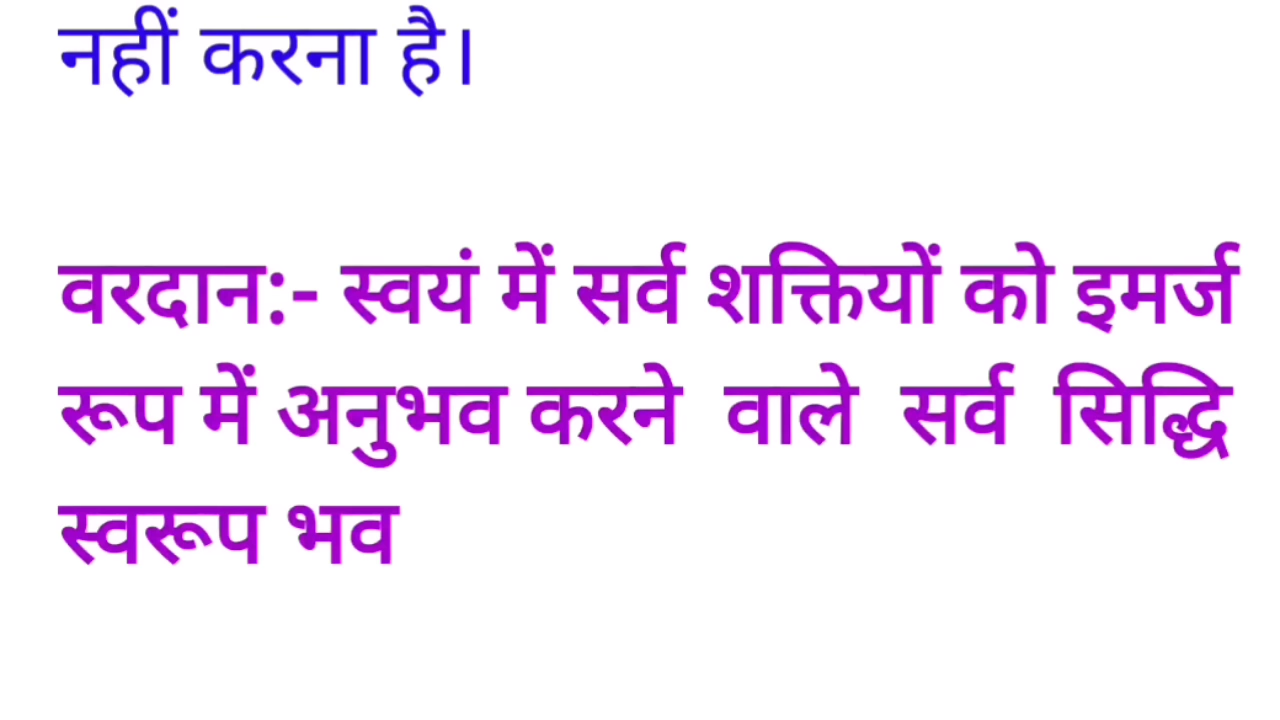 नहीं करना है।
वरदान:- स्वयं में सर्व शक्तियों को इमर्ज
रूप में अनुभव करने वाले सर्व सिद्धि
स्वरूप भव